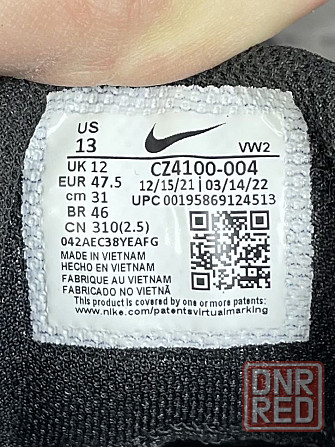 US
13
VW2
UK 12
CZ4100-004
EUR 47.5
12/15/21 | 03/14/22
cm 31
UPC 00195869124513
BR 46
CN 310(2.5)
042AEC38YEAFG
MADE IN VIETNAM
HECHO EN VIETNAM
FABRIQUE AU VIETNAM
FABRICADO NO VIETNÃ
This product is covered by one or more patents:
www.nike.com/patentsvirtualmarking
DNR
RED